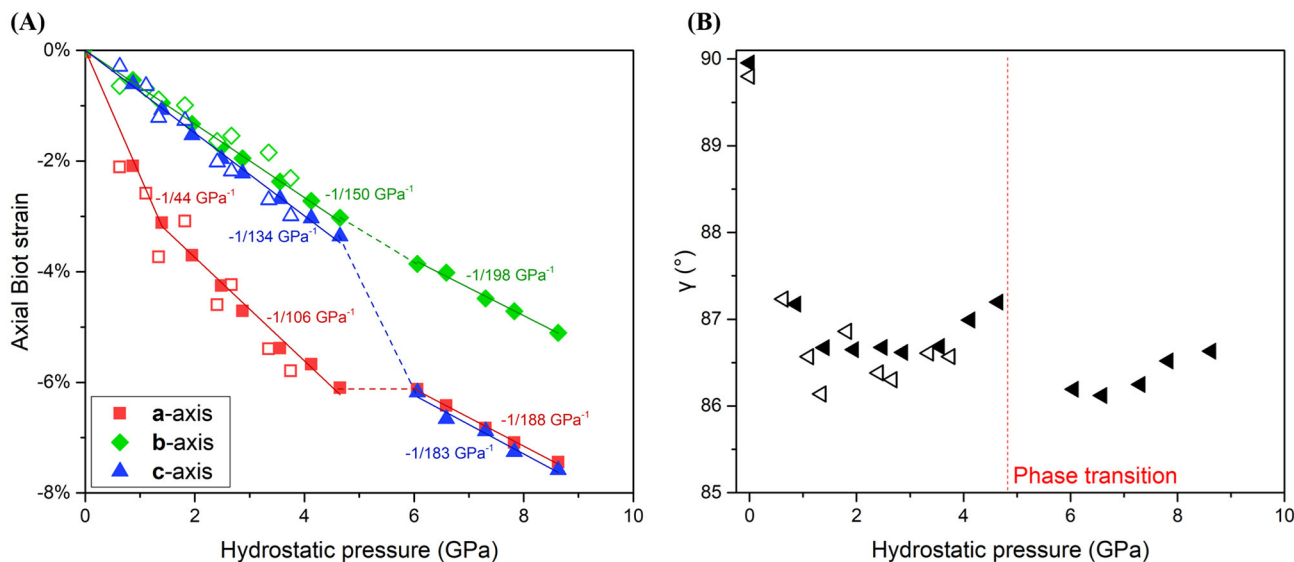 (A)
0%
-2%
-4%
-6%
-8%
Axial Biot strain
-1/44 GPa⁻¹
-1/150 GPa⁻¹
-1/134 GPa⁻¹
-1/198 GPa⁻¹
-1/106 GPa⁻¹
-1/188 GPa⁻¹
-1/183 GPa⁻¹
a-axis
b-axis
c-axis
0 2 4 6 8 10
Hydrostatic pressure (GPa)
(B)
90
89
88
87
86
85
γ (°)
Phase transition
0 2 4 6 8 10
Hydrostatic pressure (GPa)